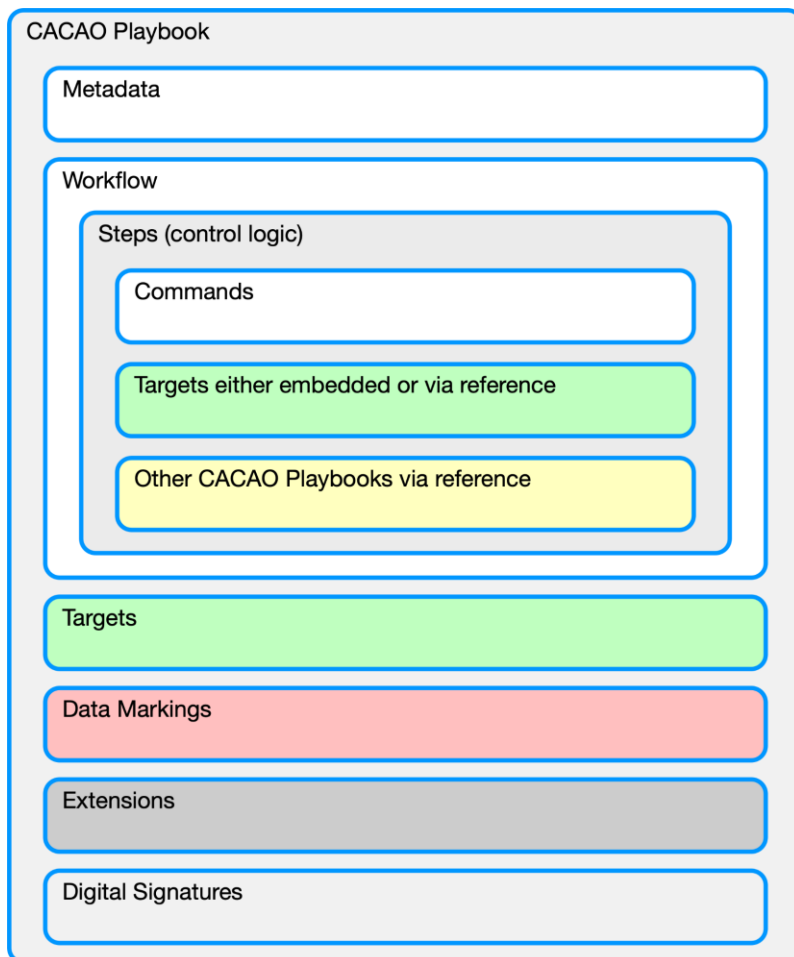 CACAO Playbook
Metadata
Workflow
Steps (control logic)
Commands
Targets either embedded or via reference
Other CACAO Playbooks via reference
Targets
Data Markings
Extensions
Digital Signatures